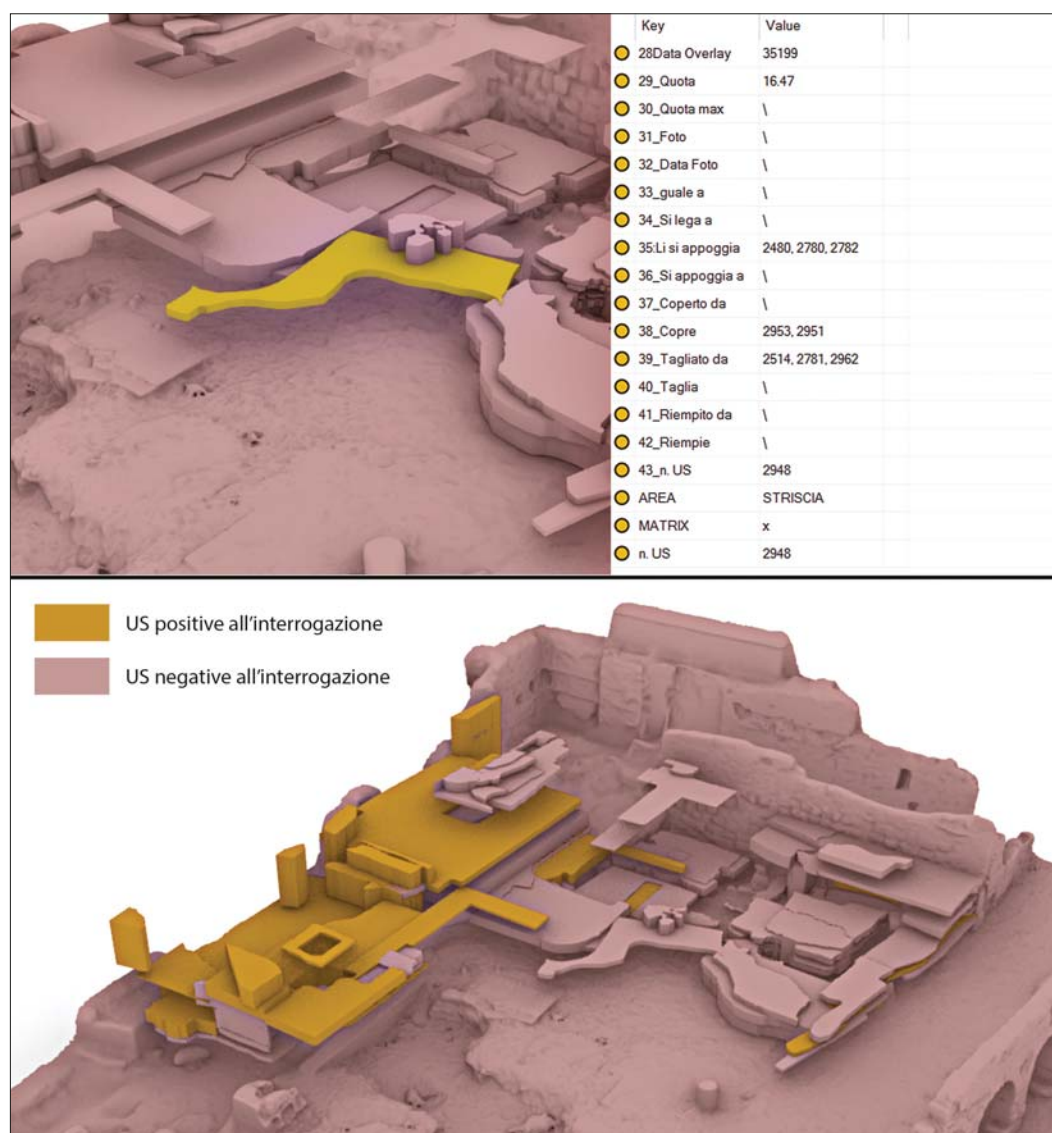 Key Value
28Data Overlay 35199
29_Quota 16.47
30_Quota max \
31_Foto \
32_Data Foto \
33_guale a \
34_Si lega a \
35:Li si appoggia 2480, 2780, 2782
36_Si appoggia a \
37_Coperto da \
38_Copre 2953, 2951
39_Tagliato da 2514, 2781, 2962
40_Taglia \
41_Riempito da \
42_Riempie \
43_n. US 2948
AREA STRISCIA
MATRIX x
n. US 2948
US positive all'interrogazione
US negative all'interrogazione